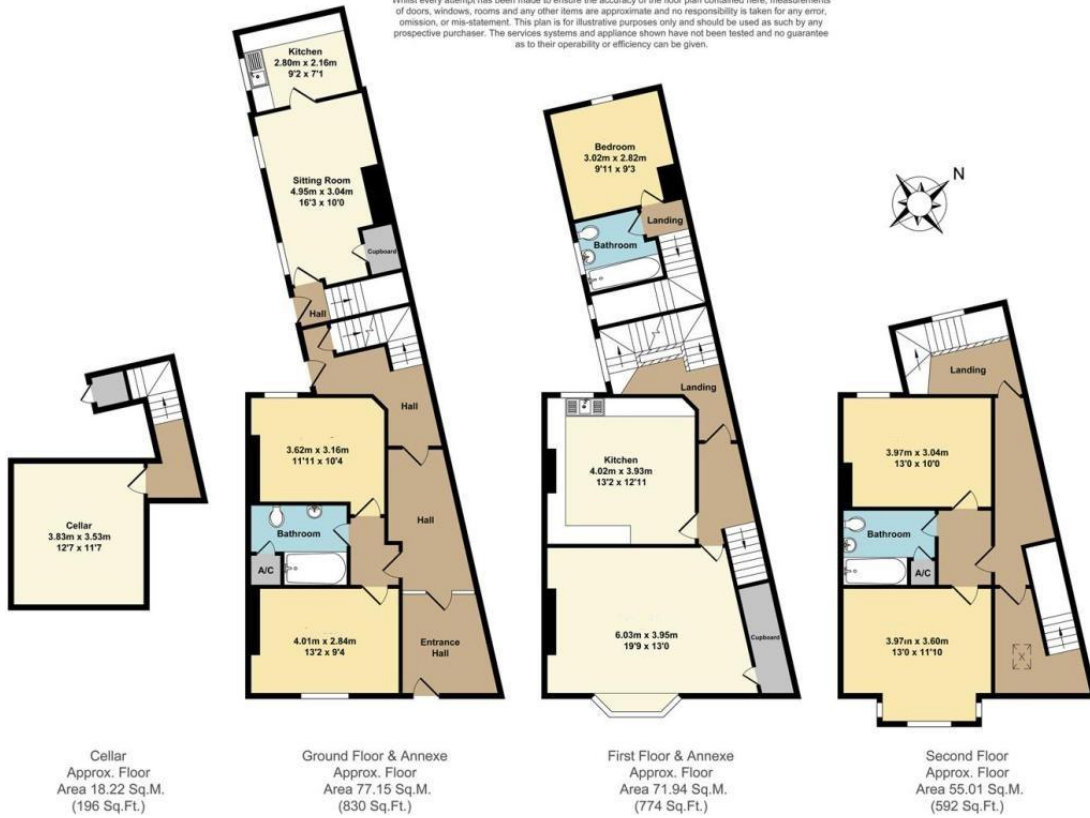 Whilst every attempt has been made to ensure the accuracy of the floor plan contained here, measurements
of doors, windows, rooms and any other items are approximate and no responsibility is taken for any error,
omission, or mis-statement. This plan is for illustrative purposes only and should be used as such by any
prospective purchaser. The services systems and appliance shown have not been tested and no guarantee
as to their operability or efficiency can be given.
Cellar
3.83m x 3.53m
12'7 x 11'7
Cellar
Approx. Floor
Area 18.22 Sq.M.
(196 Sq.Ft.)
Kitchen
2.80m x 2.16m
9'2 x 7'1
Sitting Room
4.95m x 3.04m
16'3 x 10'0
Cupboard
Hall
Hall
3.62m x 3.16m
11'11 x 10'4
Hall
Bathroom
A/C
4.01m x 2.84m
13'2 x 9'4
Entrance
Hall
Ground Floor & Annexe
Approx. Floor
Area 77.15 Sq.M.
(830 Sq.Ft.)
Bedroom
3.02m x 2.82m
9'11 x 9'3
Landing
Bathroom
Landing
Kitchen
4.02m x 3.93m
13'2 x 12'11
6.03m x 3.95m
19'9 x 13'0
Cupboard
First Floor & Annexe
Approx. Floor
Area 71.94 Sq.M.
(774 Sq.Ft.)
N
Landing
3.97m x 3.04m
13'0 x 10'0
Bathroom
A/C
3.97m x 3.60m
13'0 x 11'10
Second Floor
Approx. Floor
Area 55.01 Sq.M.
(592 Sq.Ft.)